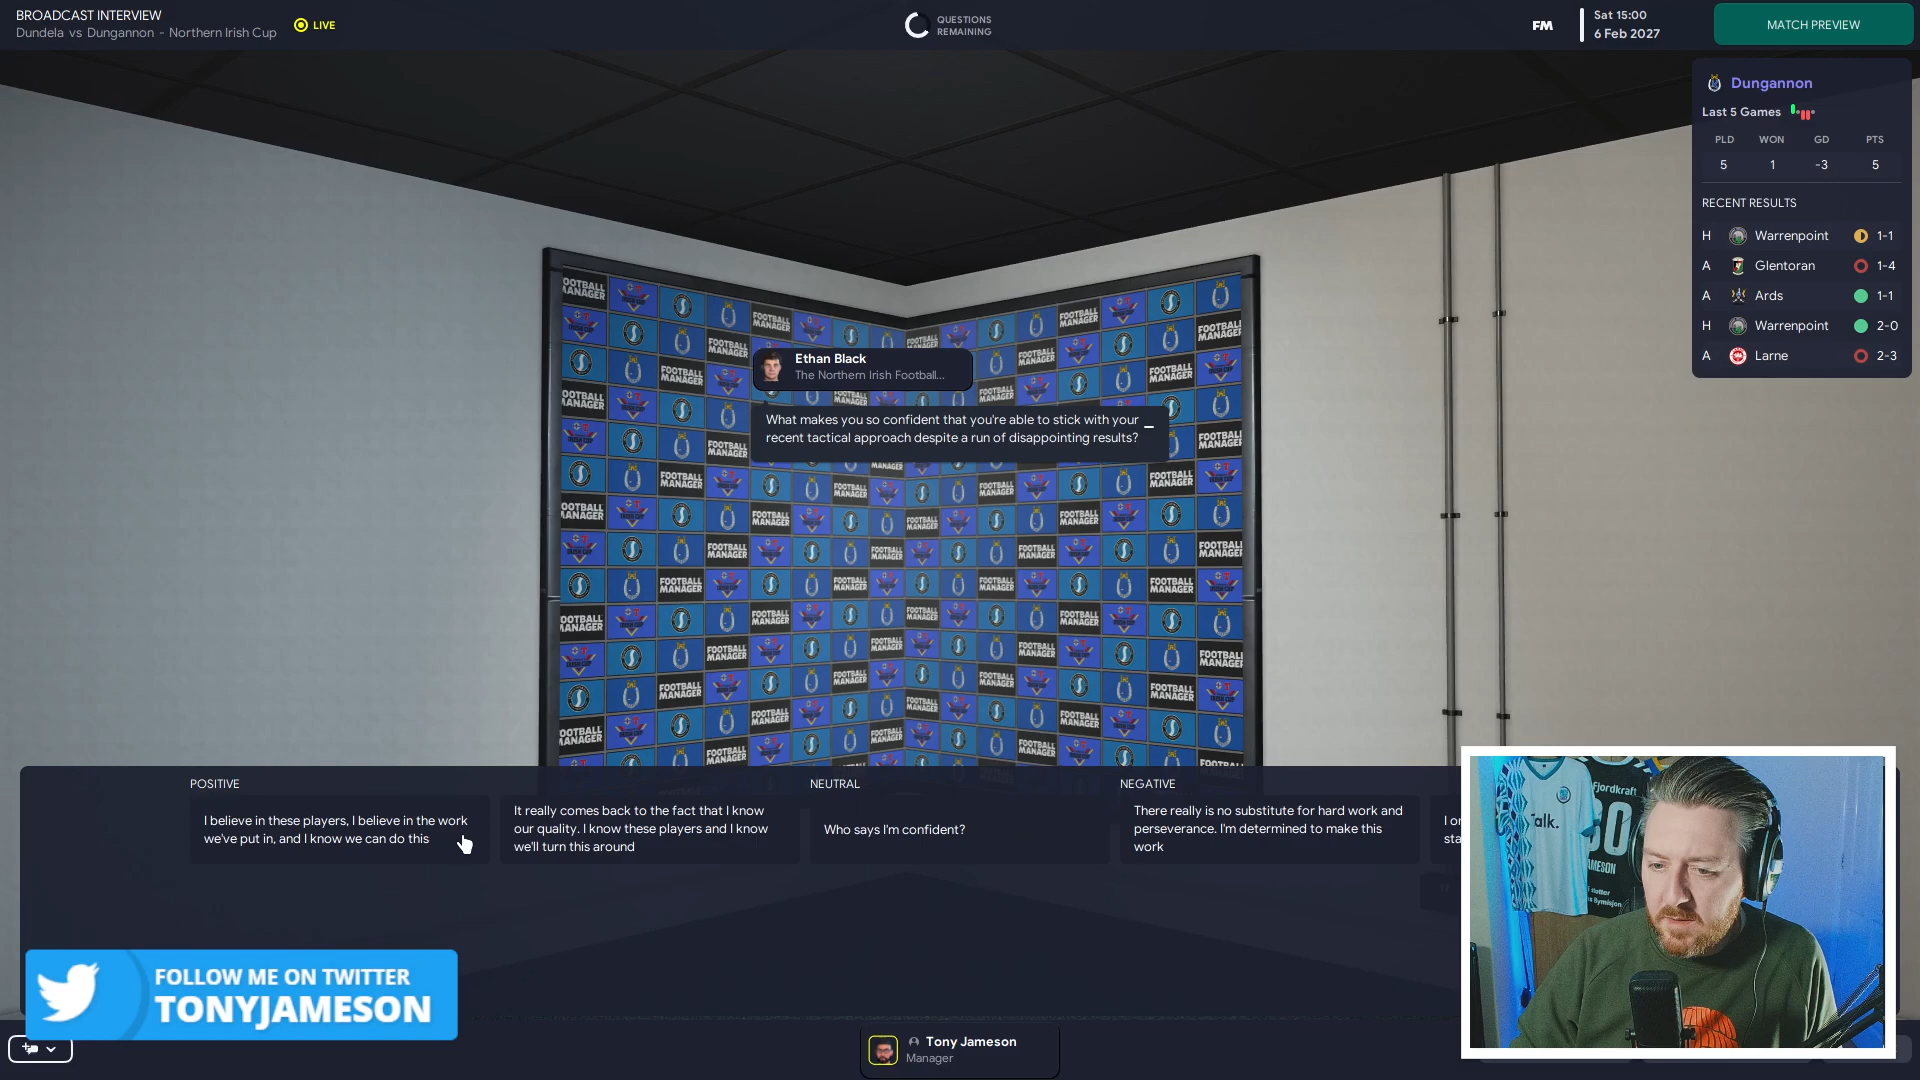 BROADCAST INTERVIEW
Dundela vs Dungannon - Northern Irish Cup
LIVE
QUESTIONS
REMAINING
FM
Sat 15:00
6 Feb 2027
MATCH PREVIEW
Dungannon
Last 5 Games
PLD WON GD PTS
5 1 -3 5
RECENT RESULTS
H Warrenpoint 1-1
A Glentoran 1-4
A Ards 1-1
H Warrenpoint 2-0
A Larne 2-3
FOOTBALL
MANAGER
Ethan Black
The Northern Irish Football...
What makes you so confident that you're able to stick with your
recent tactical approach despite a run of disappointing results?
POSITIVE
I believe in these players, I believe in the work
we've put in, and I know we can do this
It really comes back to the fact that I know
our quality. I know these players and I know
we'll turn this around
NEUTRAL
Who says I'm confident?
NEGATIVE
There really is no substitute for hard work and
perseverance. I'm determined to make this
work
Talk.
Fjordkraft
JAMESON
FOLLOW ME ON TWITTER
TONYJAMESON
Tony Jameson
Manager